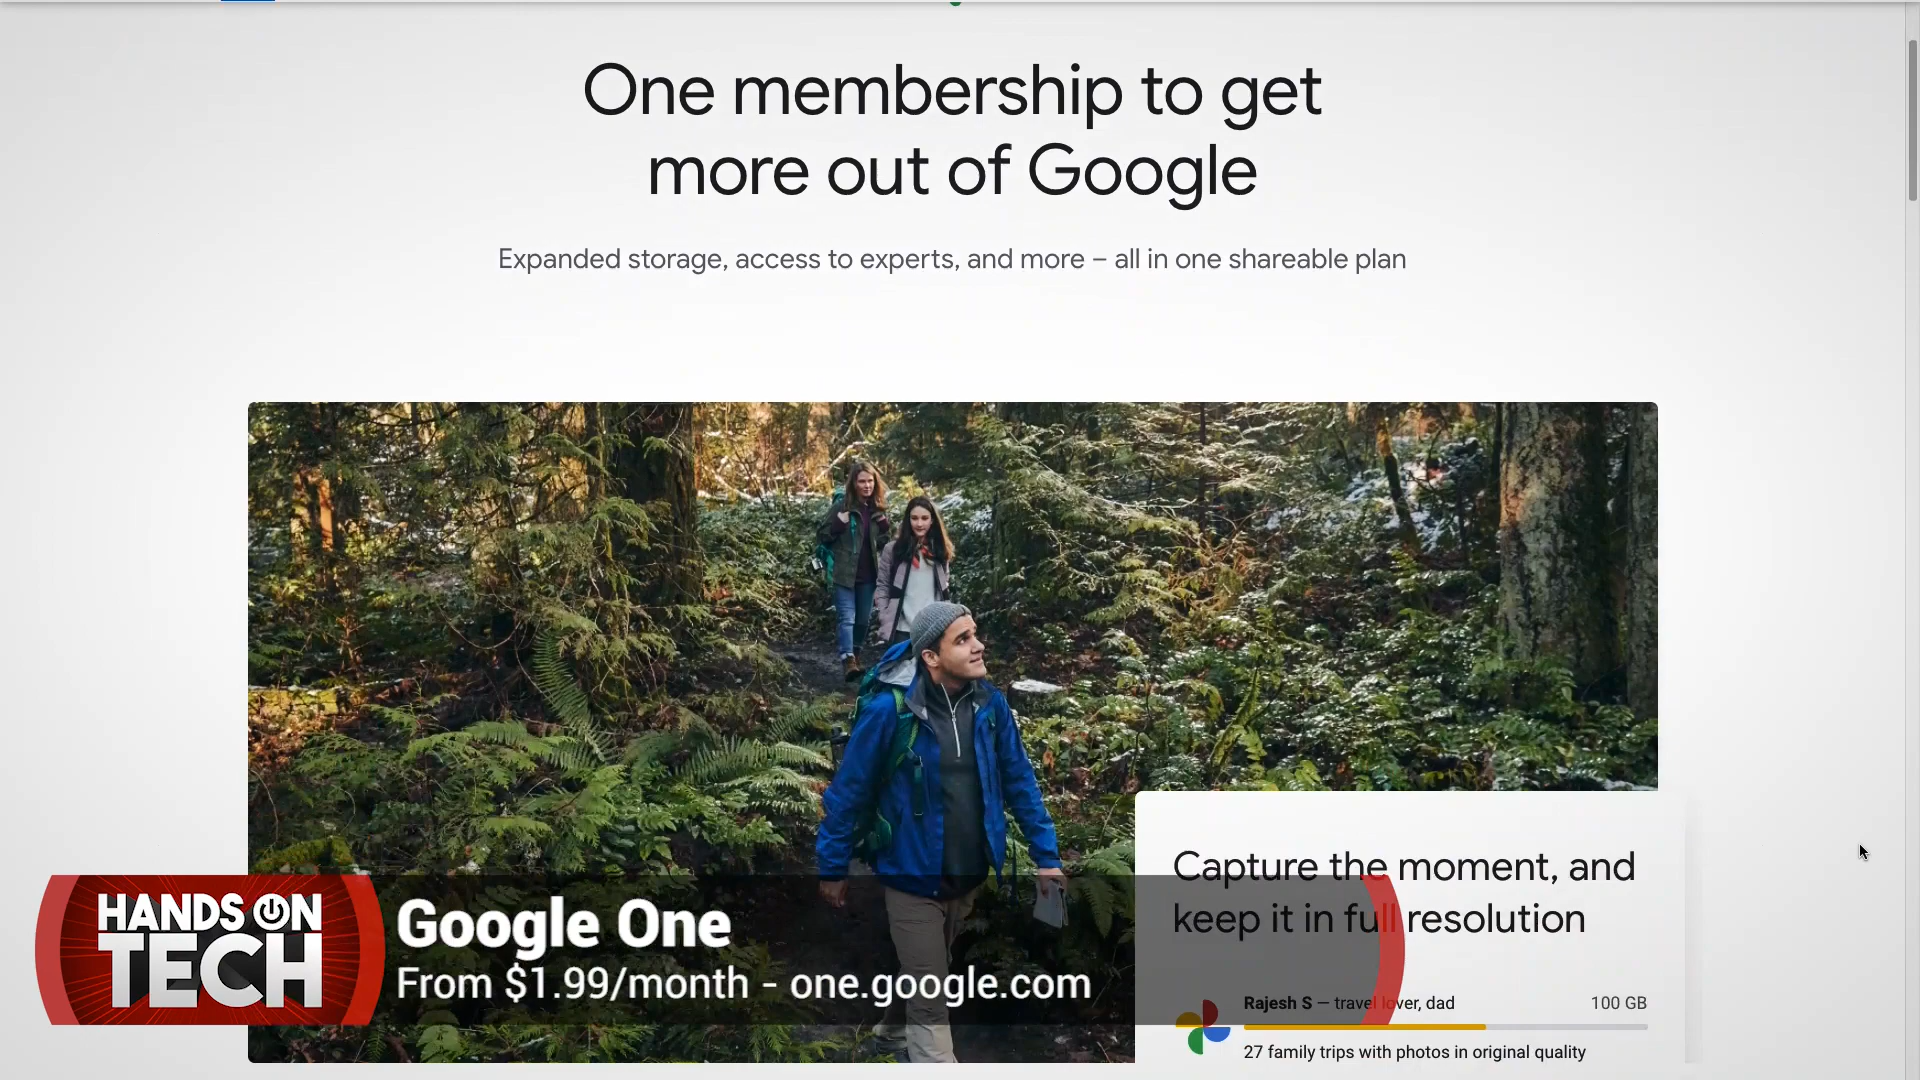 One membership to get
more out of Google
Expanded storage, access to experts, and more – all in one shareable plan
Capture the moment, and
keep it in full resolution
HANDS ON
TECH
Google One
From $1.99/month - one.google.com
Rajesh S — travel lover, dad
100 GB
27 family trips with photos in original quality